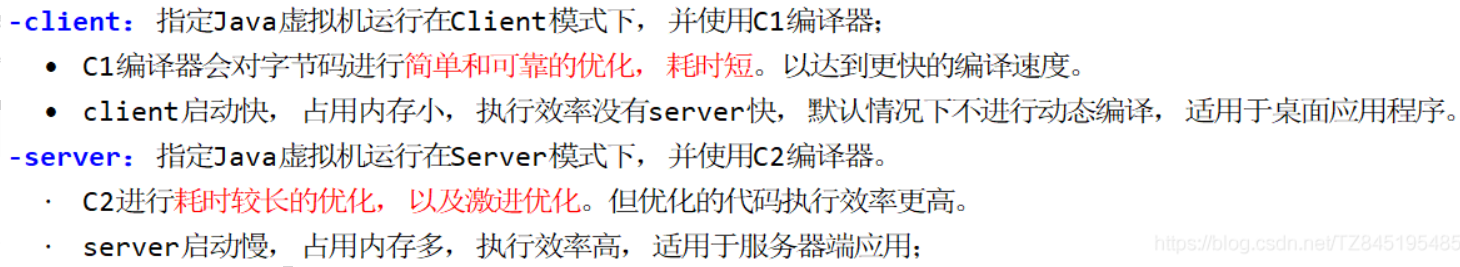 -client：指定Java虚拟机运行在Client模式下，并使用C1编译器；
• C1编译器会对字节码进行简单和可靠的优化，耗时短。以达到更快的编译速度。
• client启动快，占用内存小，执行效率没有server快，默认情况下不进行动态编译，适用于桌面应用程序。
-server：指定Java虚拟机运行在Server模式下，并使用C2编译器。
· C2进行耗时较长的优化，以及激进优化。但优化的代码执行效率更高。
· server启动慢，占用内存多，执行效率高，适用于服务器端应用；
https://blog.csdn.net/TZ845195485